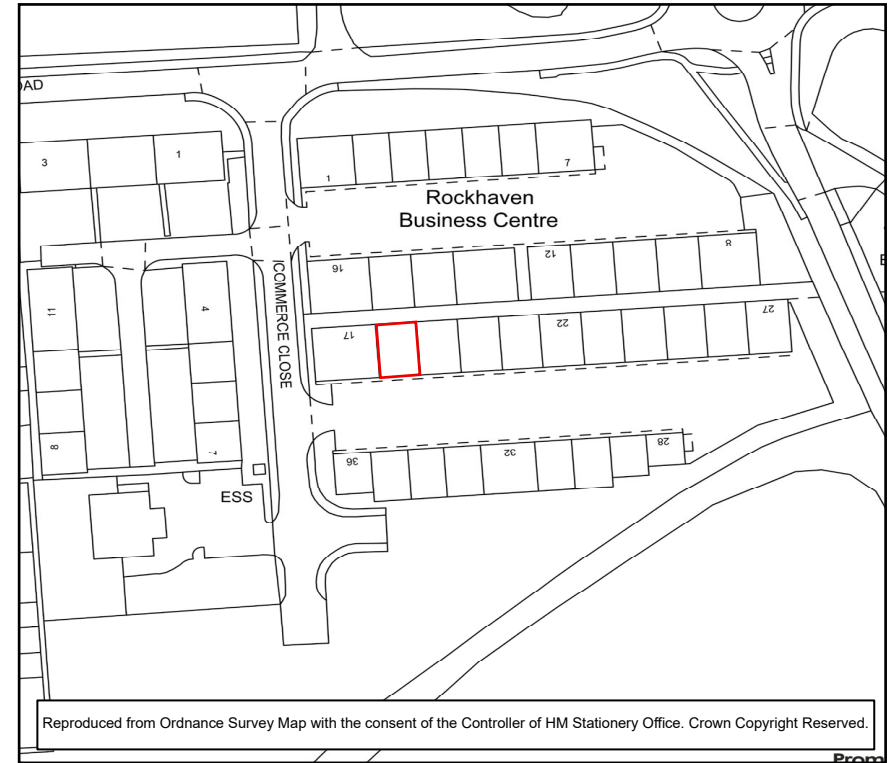 OAD
3
1
1
7
Rockhaven
Business Centre
16
12
8
E
COMMERCE CLOSE
11
4
17
22
27
8
36
32
28
ESS
Reproduced from Ordnance Survey Map with the consent of the Controller of HM Stationery Office. Crown Copyright Reserved.
Prom